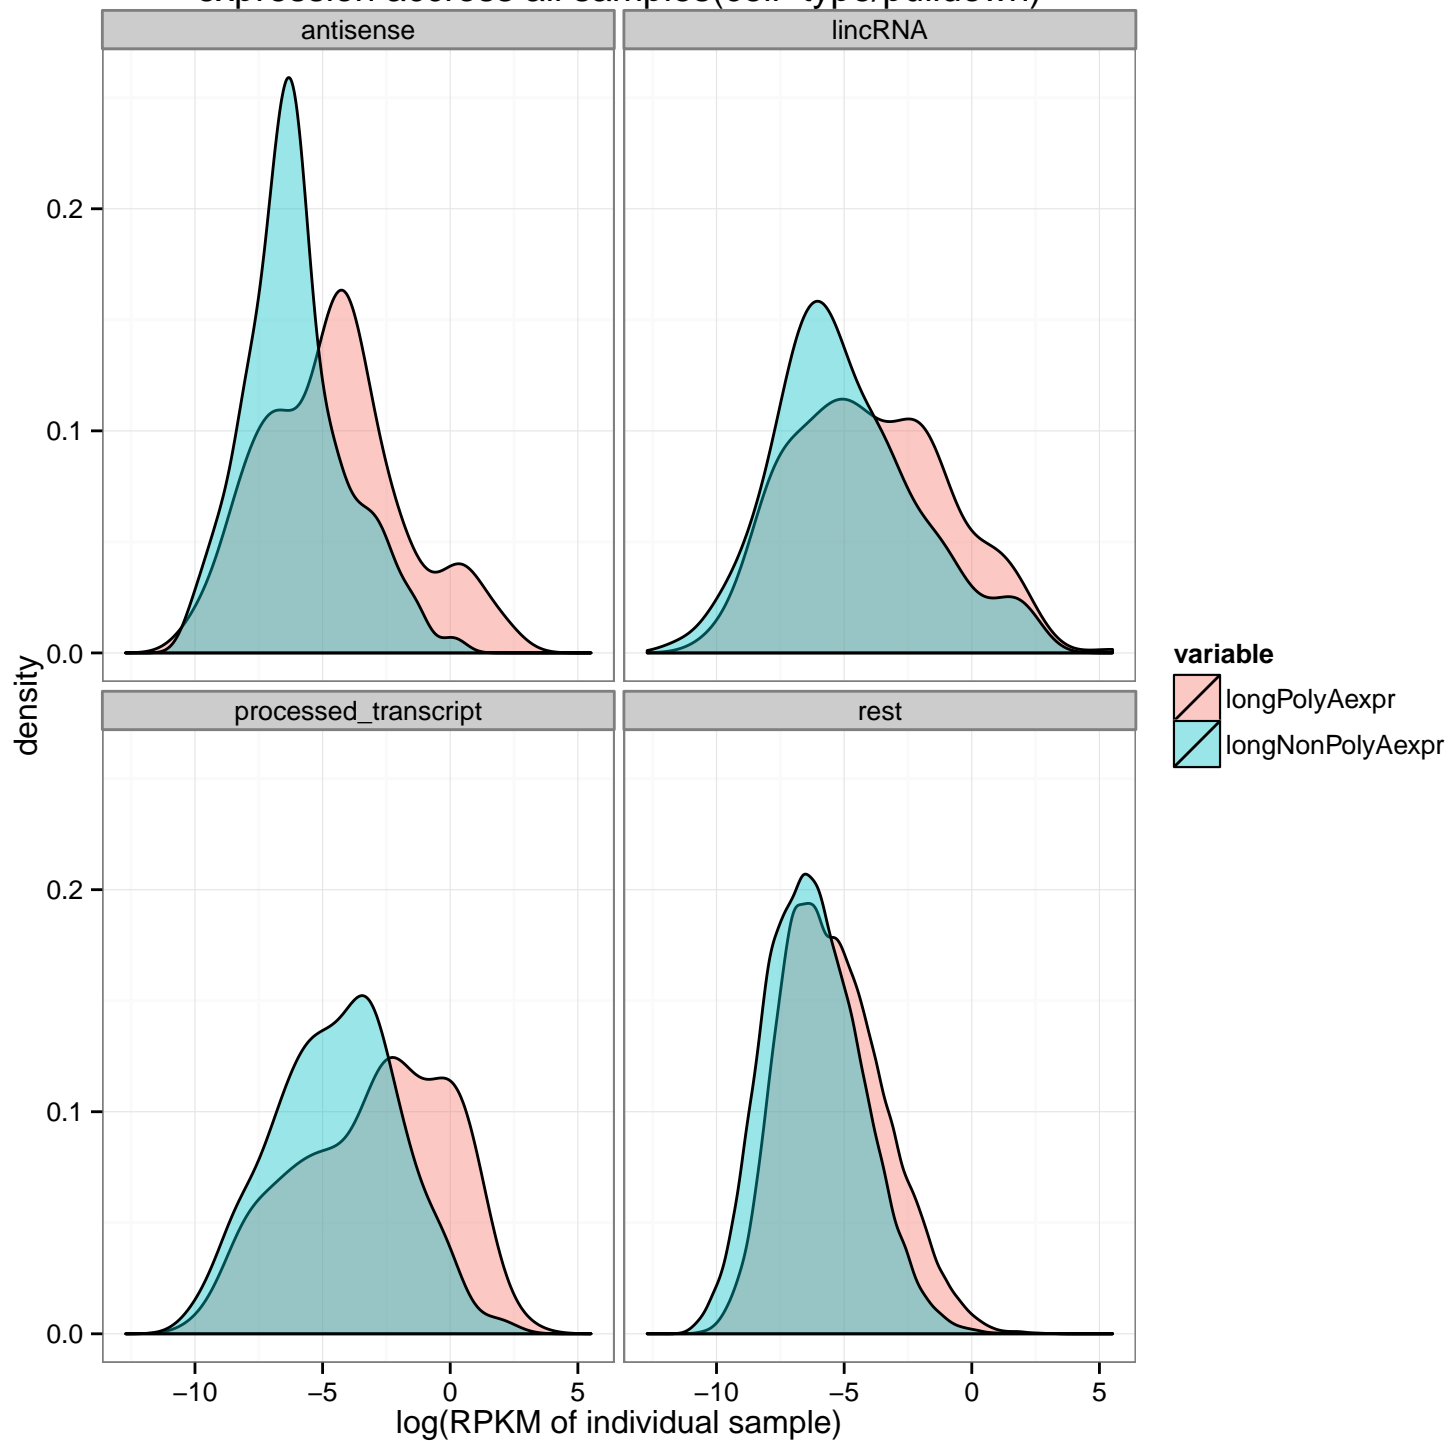 antisense
lincRNA
0.2
0.1
0.0
processed_transcript
rest
0.2
0.1
0.0
−10
−5
0
5
−10
−5
0
5
log(RPKM of individual sample)
density
variable
longPolyAexpr
longNonPolyAexpr